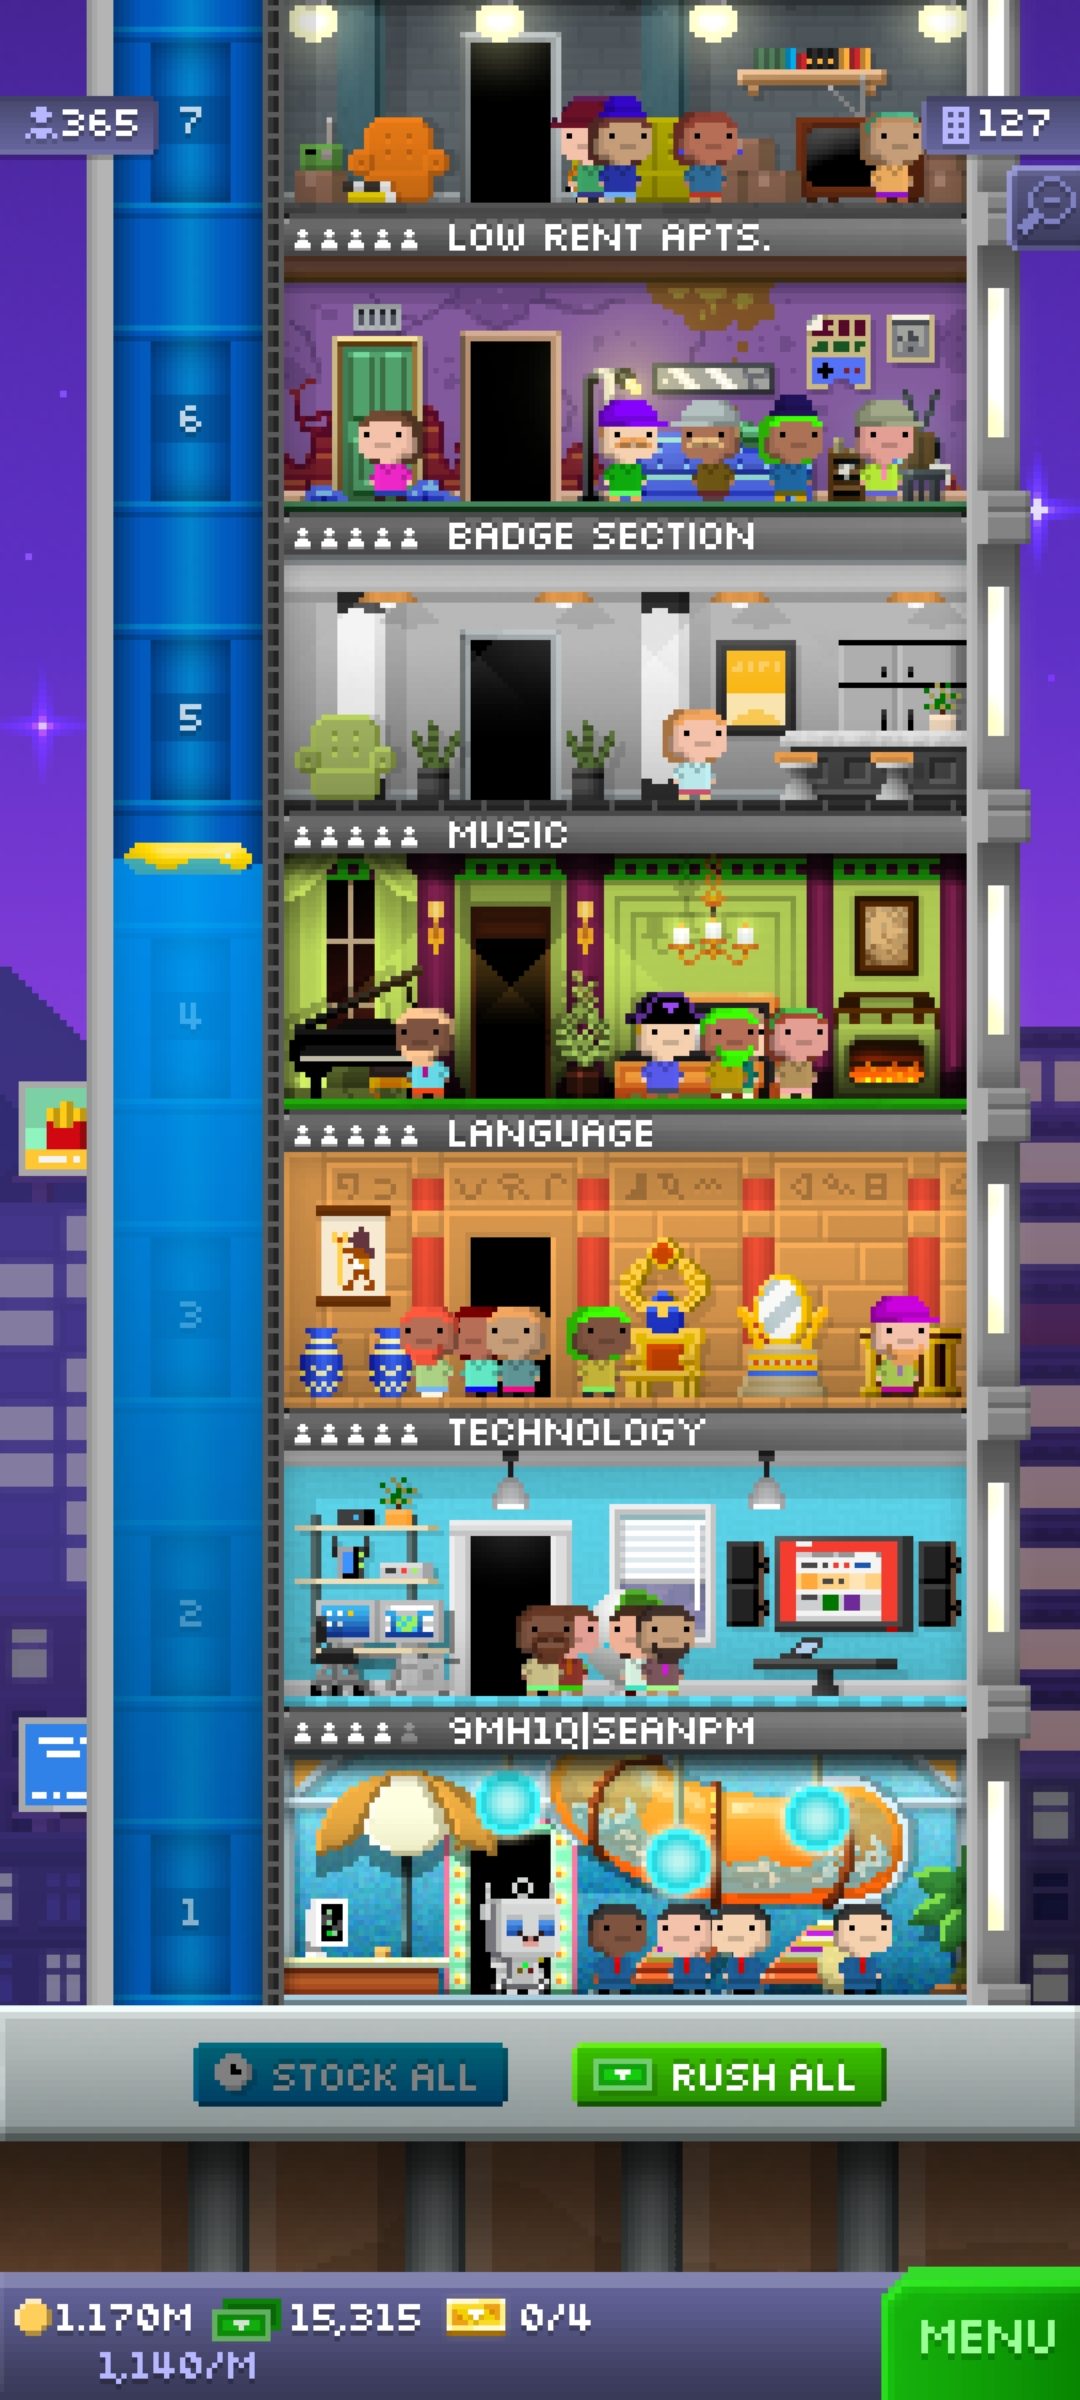 365
7
127
LOW RENT APTS.
6
BADGE SECTION
5
MUSIC
4
LANGUAGE
3
TECHNOLOGY
2
9MH1Q|SEANPM
1
STOCK ALL
RUSH ALL
1.170M 15,315 0/4
1,140/M
MENU